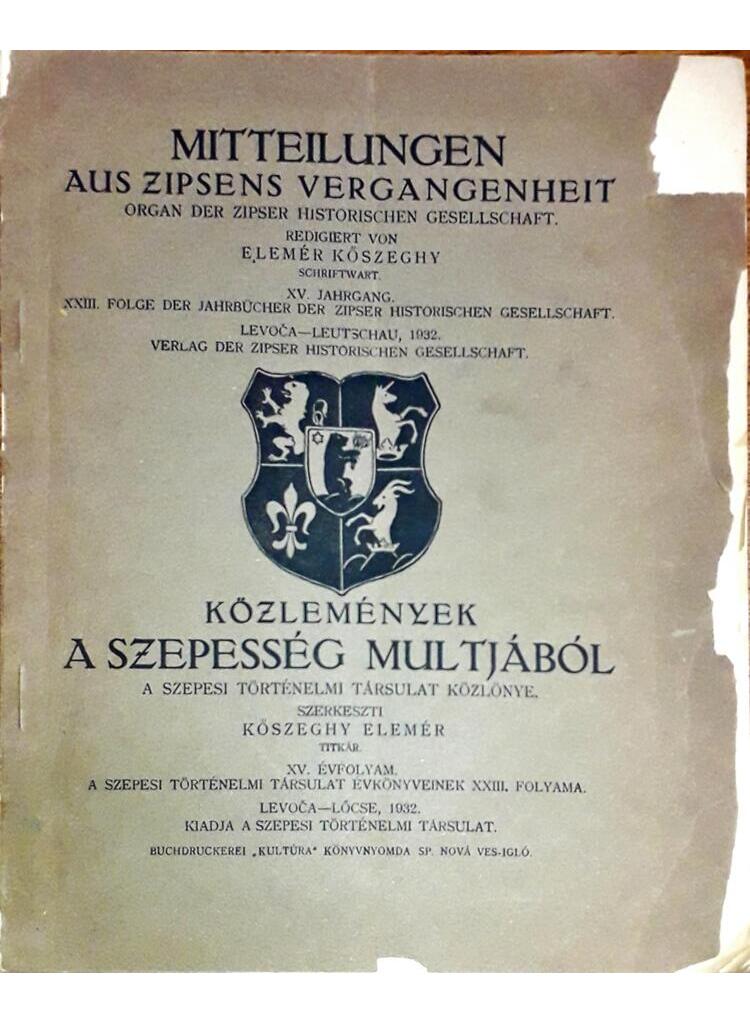 MITTEILUNGEN
AUS ZIPSENS VERGANGENHEIT
ORGAN DER ZIPSER HISTORISCHEN GESELLSCHAFT.
REDIGIERT VON
ELEMÉR KŐSZEGHY
SCHRIFTWART.
XV. JAHRGANG.
XXIII. FOLGE DER JAHRBÜCHER DER ZIPSER HISTORISCHEN GESELLSCHAFT.
LEVOČA—LEUTSCHAU, 1932.
VERLAG DER ZIPSER HISTORISCHEN GESELLSCHAFT.
KÖZLEMÉNYEK
A SZEPESSÉG MULTJÁBÓL
A SZEPESI TÖRTÉNELMI TÁRSULAT KÖZLÖNYE.
SZERKESZTI
KŐSZEGHY ELEMÉR
TITKÁR.
XV. ÉVFOLYAM.
A SZEPESI TÖRTÉNELMI TÁRSULAT ÉVKÖNYVEINEK XXIII. FOLYAMA.
LEVOČA—LŐCSE, 1932.
KIADJA A SZEPESI TÖRTÉNELMI TÁRSULAT.
BUCHDRUCKEREI „KULTÚRA" KÖNYVNYOMDA SP. NOVÁ VES-IGLÓ.